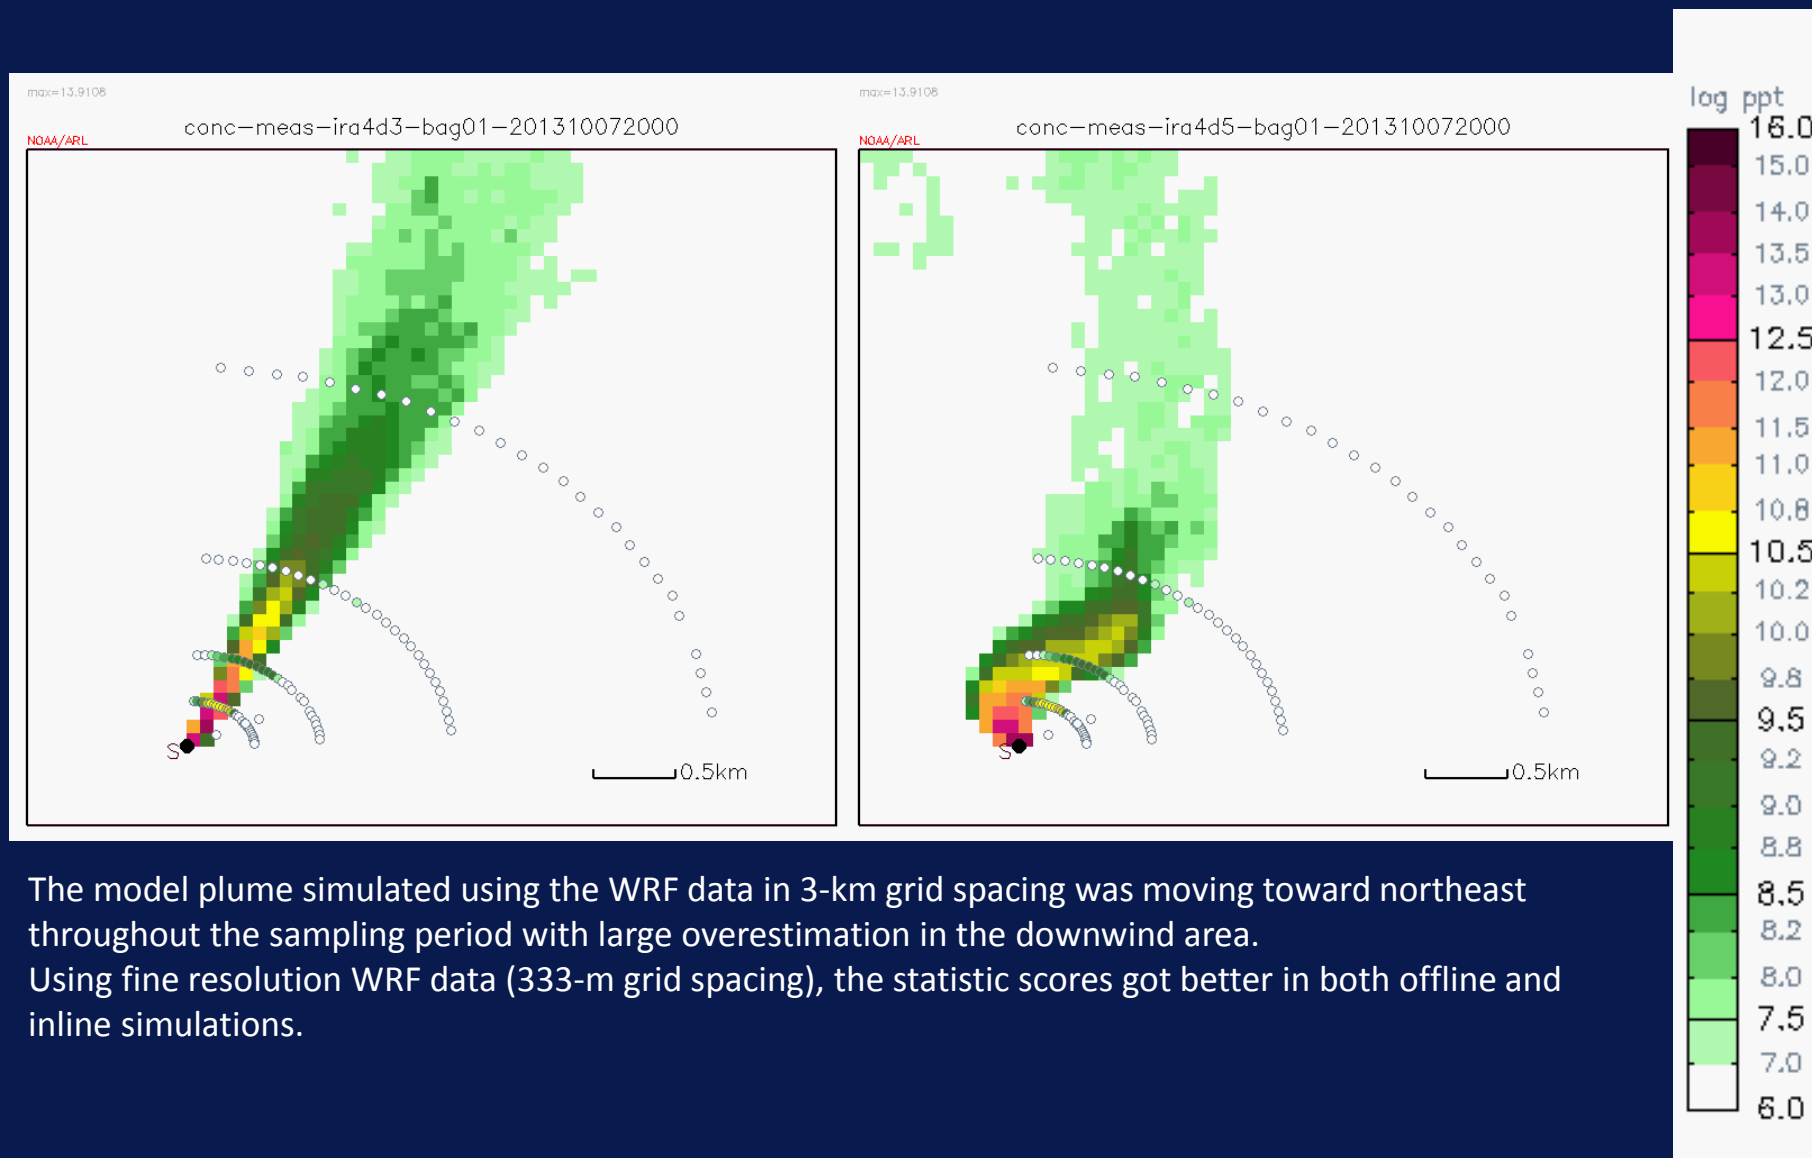 max=13.9108
conc-meas-ira4d3-bag01-201310072000
NOAA/ARL
S
0.5km
max=13.9108
conc-meas-ira4d5-bag01-201310072000
NOAA/ARL
S
0.5km
log ppt
16.0
15.0
14.0
13.5
13.0
12.5
12.0
11.5
11.0
10.8
10.5
10.2
10.0
9.8
9.5
9.2
9.0
8.8
8.5
8.2
8.0
7.5
7.0
6.0
The model plume simulated using the WRF data in 3-km grid spacing was moving toward northeast
throughout the sampling period with large overestimation in the downwind area.
Using fine resolution WRF data (333-m grid spacing), the statistic scores got better in both offline and
inline simulations.